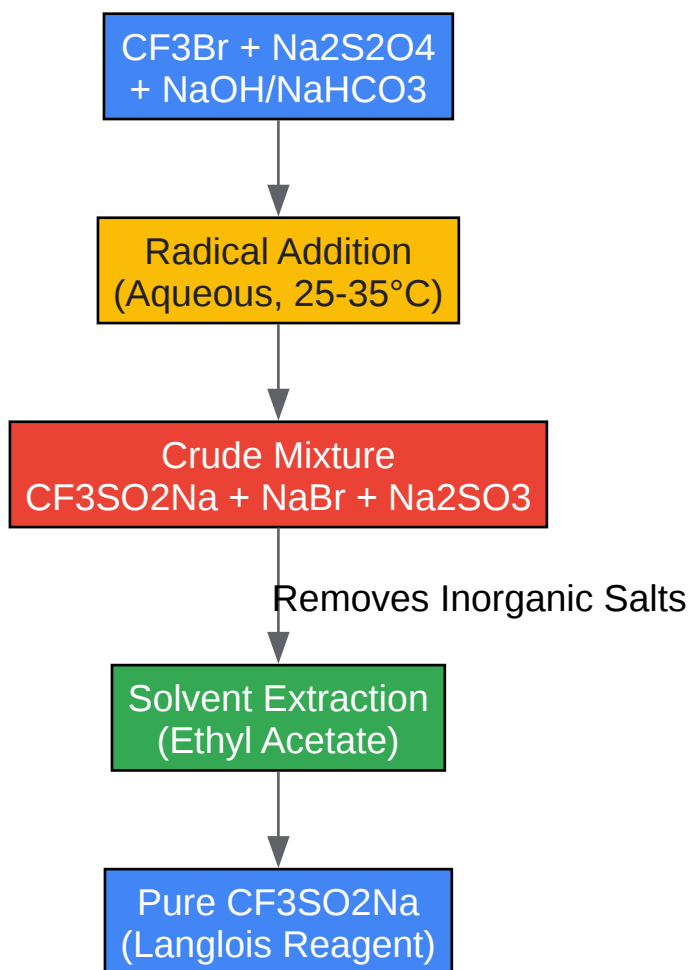 CF3Br + Na2S2O4
+ NaOH/NaHCO3
Radical Addition
(Aqueous, 25-35°C)
Crude Mixture
CF3SO2Na + NaBr + Na2SO3
Removes Inorganic Salts
Solvent Extraction
(Ethyl Acetate)
Pure CF3SO2Na
(Langlois Reagent)